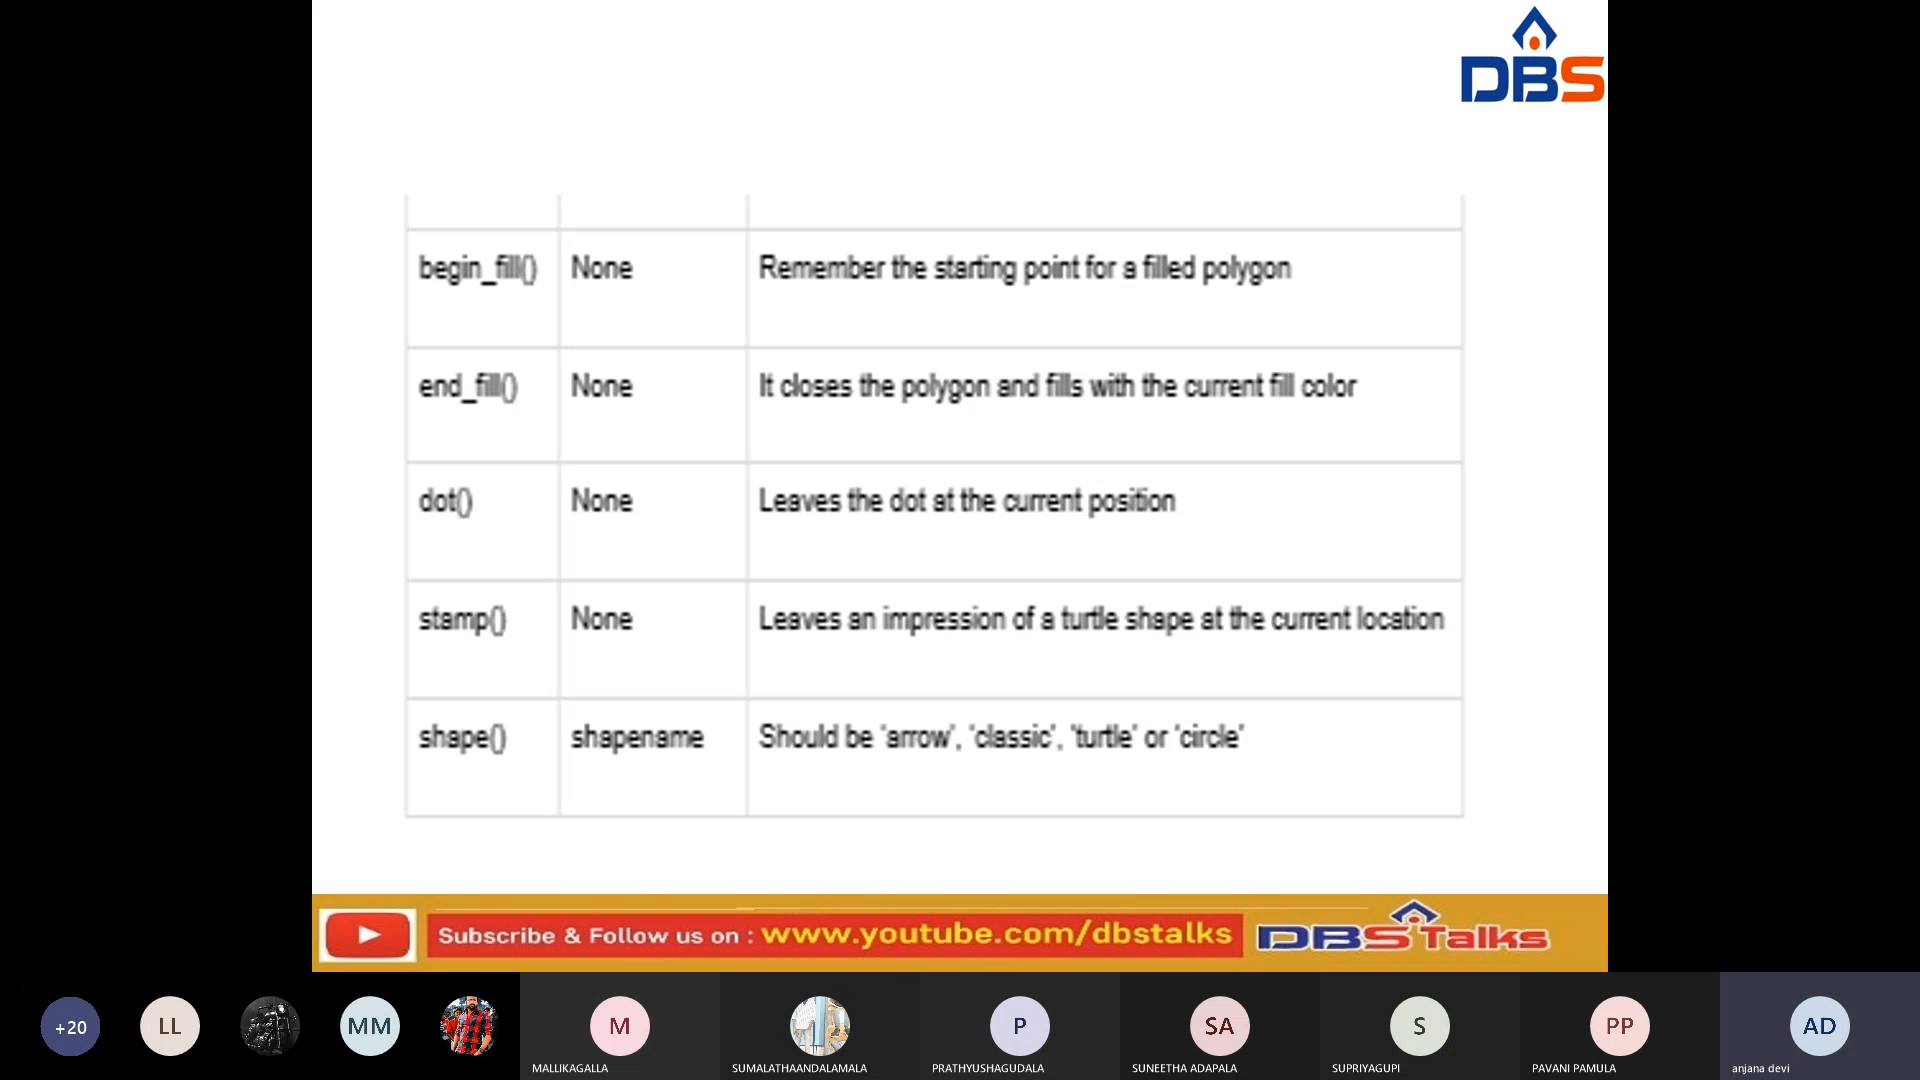 DBS
begin_fill() None Remember the starting point for a filled polygon
end_fill() None It closes the polygon and fills with the current fill color
dot() None Leaves the dot at the current position
stamp() None Leaves an impression of a turtle shape at the current location
shape() shapename Should be 'arrow', 'classic', 'turtle' or 'circle'
Subscribe & Follow us on : www.youtube.com/dbstalks DBS Talks
+20 LL MM M P SA S PP AD
MALLIKAGALLA SUMALATHAANDALAMALA PRATHYUSHAGUDALA SUNEETHA ADAPALA SUPRIYAGUPI PAVANI PAMULA anjana devi